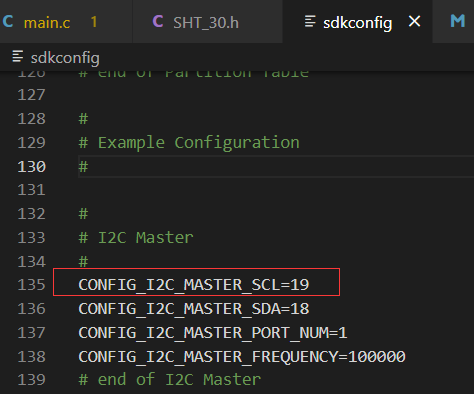 main.c 1
SHT_30.h
sdkconfig
sdkconfig
126 # end of Partition Table
127
128 #
129 # Example Configuration
130 #
131
132 #
133 # I2C Master
134 #
135 CONFIG_I2C_MASTER_SCL=19
136 CONFIG_I2C_MASTER_SDA=18
137 CONFIG_I2C_MASTER_PORT_NUM=1
138 CONFIG_I2C_MASTER_FREQUENCY=100000
139 # end of I2C Master